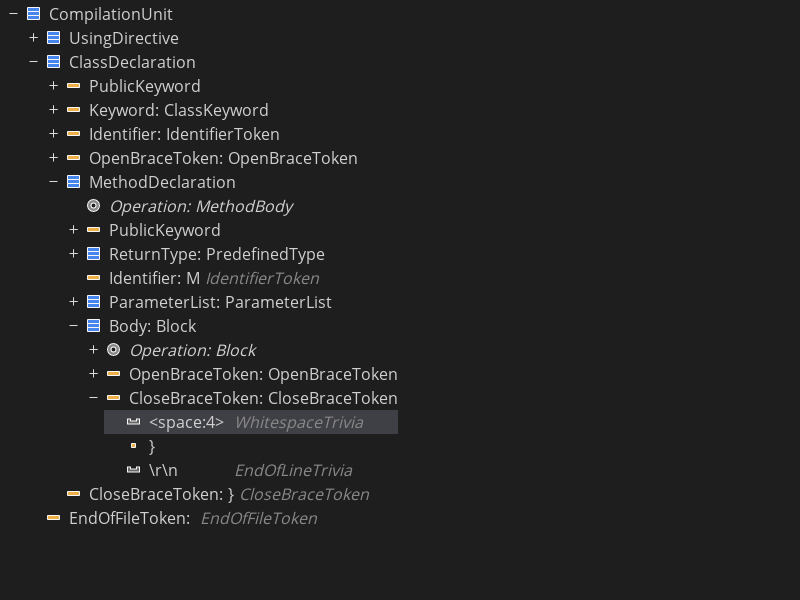 CompilationUnit
UsingDirective
ClassDeclaration
PublicKeyword
Keyword: ClassKeyword
Identifier: IdentifierToken
OpenBraceToken: OpenBraceToken
MethodDeclaration
Operation: MethodBody
PublicKeyword
ReturnType: PredefinedType
Identifier: M IdentifierToken
ParameterList: ParameterList
Body: Block
Operation: Block
OpenBraceToken: OpenBraceToken
CloseBraceToken: CloseBraceToken
<space:4> WhitespaceTrivia
}
\r\n EndOfLineTrivia
CloseBraceToken: } CloseBraceToken
EndOfFileToken: EndOfFileToken